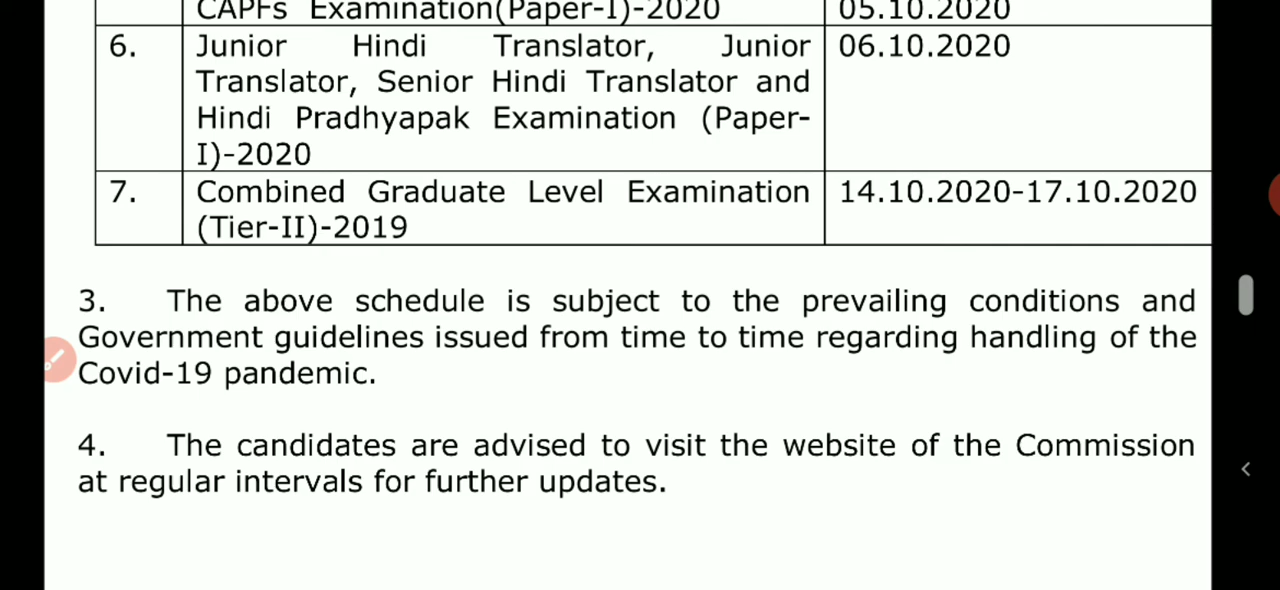 CAPFs Examination(Paper-I)-2020 05.10.2020
6. Junior Hindi Translator, Junior 06.10.2020
Translator, Senior Hindi Translator and
Hindi Pradhyapak Examination (Paper-
I)-2020
7. Combined Graduate Level Examination 14.10.2020-17.10.2020
(Tier-II)-2019
3. The above schedule is subject to the prevailing conditions and
Government guidelines issued from time to time regarding handling of the
Covid-19 pandemic.
4. The candidates are advised to visit the website of the Commission
at regular intervals for further updates.